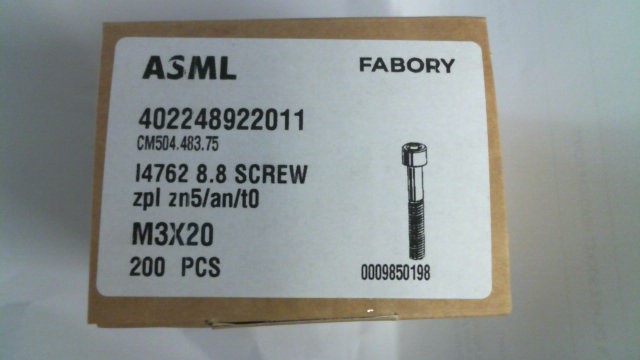 ASML FABORY
402248922011
CM504.483.75
I4762 8.8 SCREW
zpl zn5/an/t0
M3X20
200 PCS
0009850198